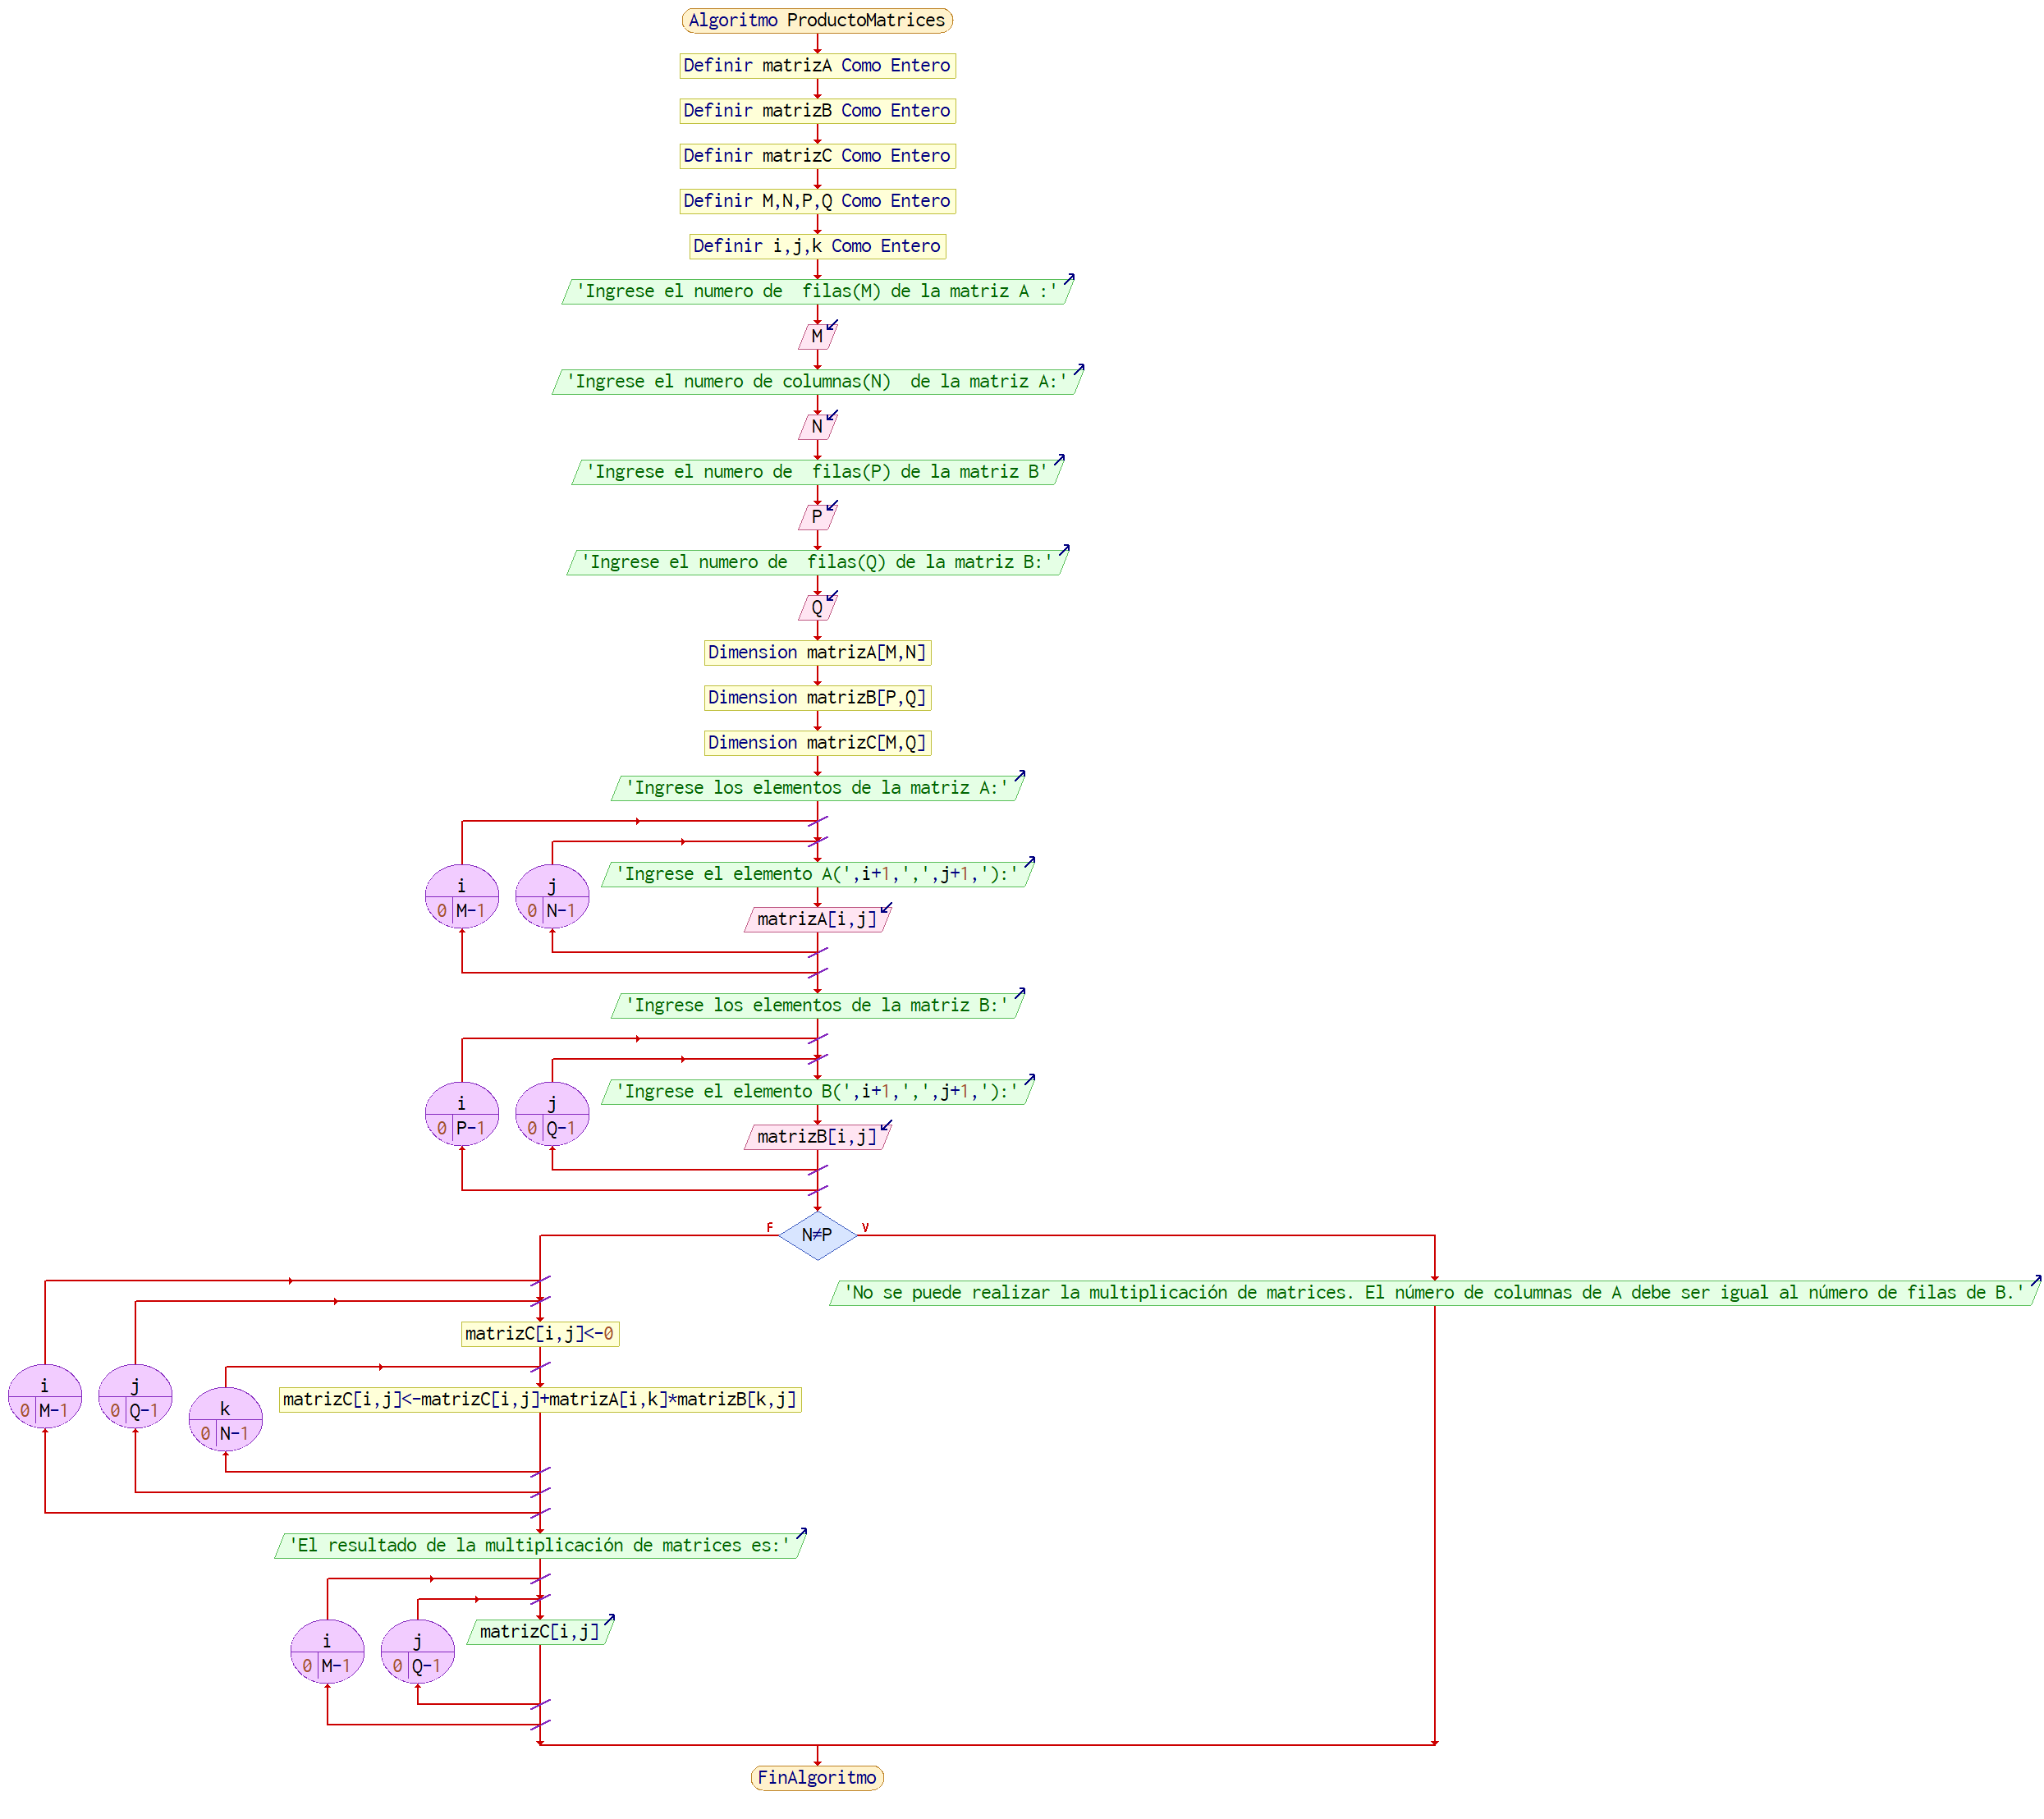 Algoritmo ProductoMatrices
Definir matrizA Como Entero
Definir matrizB Como Entero
Definir matrizC Como Entero
Definir M,N,P,Q Como Entero
Definir i,j,k Como Entero
'Ingrese el numero de  filas(M) de la matriz A :'
M
'Ingrese el numero de columnas(N)  de la matriz A:'
N
'Ingrese el numero de  filas(P) de la matriz B'
P
'Ingrese el numero de  filas(Q) de la matriz B:'
Q
Dimension matrizA[M,N]
Dimension matrizB[P,Q]
Dimension matrizC[M,Q]
'Ingrese los elementos de la matriz A:'
i
0 M-1
j
0 N-1
'Ingrese el elemento A(',i+1,',',j+1,'):'
matrizA[i,j]
'Ingrese los elementos de la matriz B:'
i
0 P-1
j
0 Q-1
'Ingrese el elemento B(',i+1,',',j+1,'):'
matrizB[i,j]
F
N≠P
V
'No se puede realizar la multiplicación de matrices. El número de columnas de A debe ser igual al número de filas de B.'
i
0 M-1
j
0 Q-1
matrizC[i,j]<-0
k
0 N-1
matrizC[i,j]<-matrizC[i,j]+matrizA[i,k]*matrizB[k,j]
'El resultado de la multiplicación de matrices es:'
i
0 M-1
j
0 Q-1
matrizC[i,j]
FinAlgoritmo